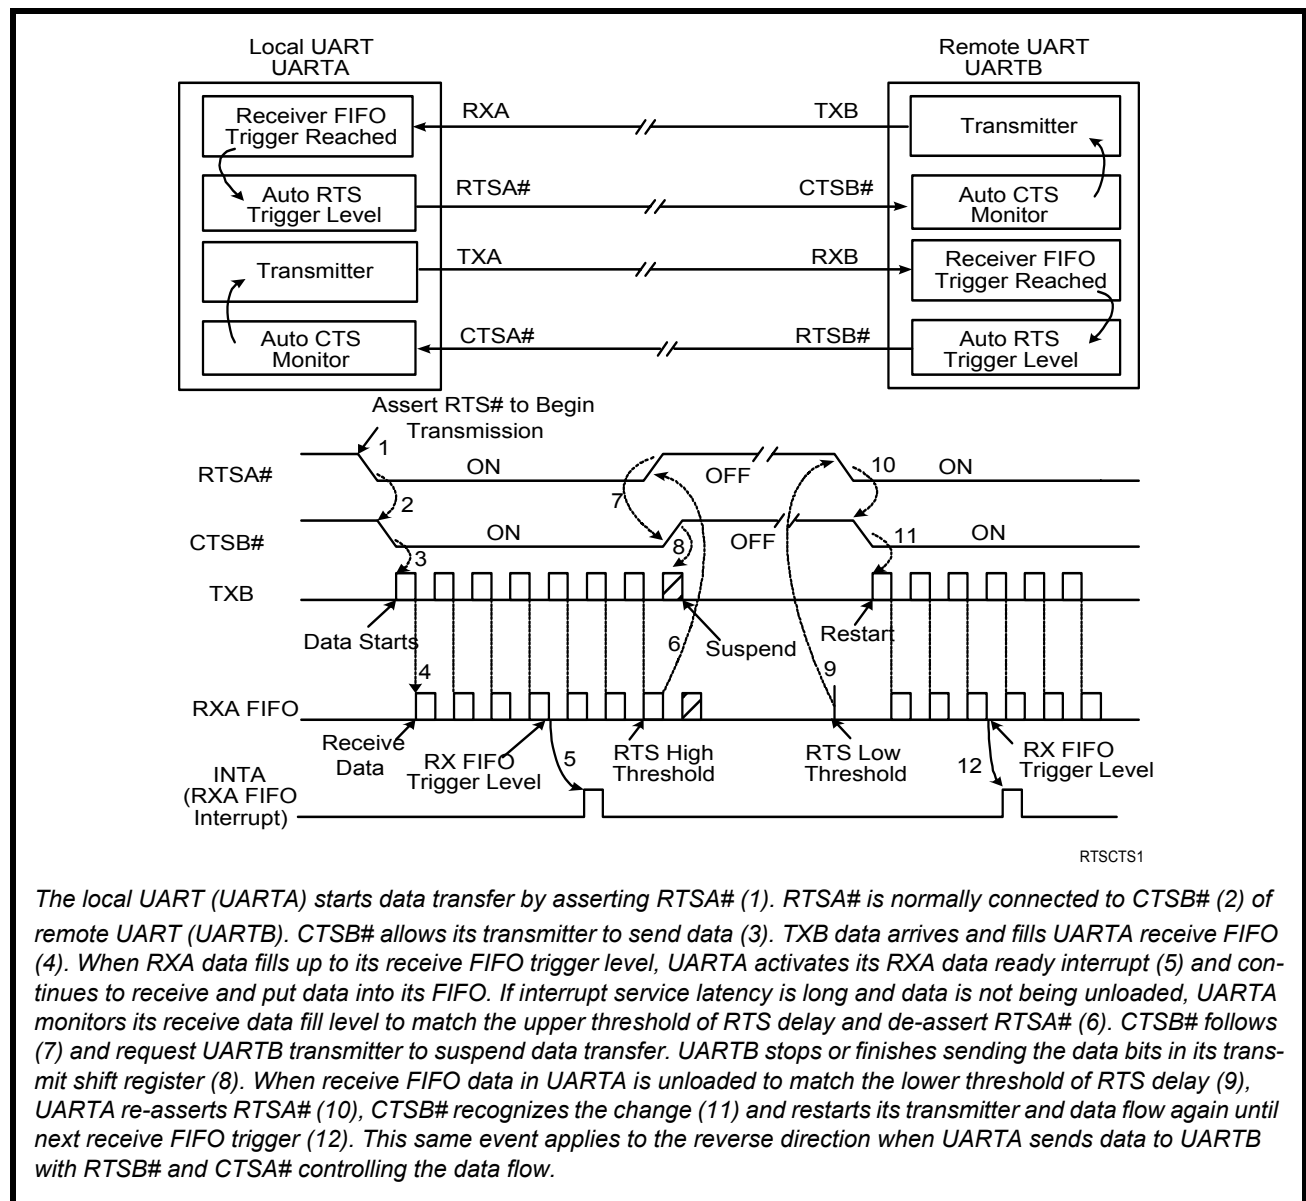 Local UART
UARTA
Remote UART
UARTB
Receiver FIFO
Trigger Reached
RXA
TXB
Transmitter
Auto RTS
Trigger Level
RTSA#
CTSB#
Auto CTS
Monitor
Transmitter
TXA
RXB
Receiver FIFO
Trigger Reached
Auto CTS
Monitor
CTSA#
RTSB#
Auto RTS
Trigger Level
Assert RTS# to Begin
Transmission
1
RTSA#
ON
OFF
10
ON
2
7
CTSB#
ON
8
OFF
11
ON
3
TXB
Data Starts
6
Suspend
Restart
4
9
RXA FIFO
Receive
Data
RX FIFO
Trigger Level
5
RTS High
Threshold
RTS Low
Threshold
12
RX FIFO
Trigger Level
INTA
(RXA FIFO
Interrupt)
RTSCTS1
The local UART (UARTA) starts data transfer by asserting RTSA# (1). RTSA# is normally connected to CTSB# (2) of
remote UART (UARTB). CTSB# allows its transmitter to send data (3). TXB data arrives and fills UARTA receive FIFO
(4). When RXA data fills up to its receive FIFO trigger level, UARTA activates its RXA data ready interrupt (5) and con-
tinues to receive and put data into its FIFO. If interrupt service latency is long and data is not being unloaded, UARTA
monitors its receive data fill level to match the upper threshold of RTS delay and de-assert RTSA# (6). CTSB# follows
(7) and request UARTB transmitter to suspend data transfer. UARTB stops or finishes sending the data bits in its trans-
mit shift register (8). When receive FIFO data in UARTA is unloaded to match the lower threshold of RTS delay (9),
UARTA re-asserts RTSA# (10), CTSB# recognizes the change (11) and restarts its transmitter and data flow again until
next receive FIFO trigger (12). This same event applies to the reverse direction when UARTA sends data to UARTB
with RTSB# and CTSA# controlling the data flow.